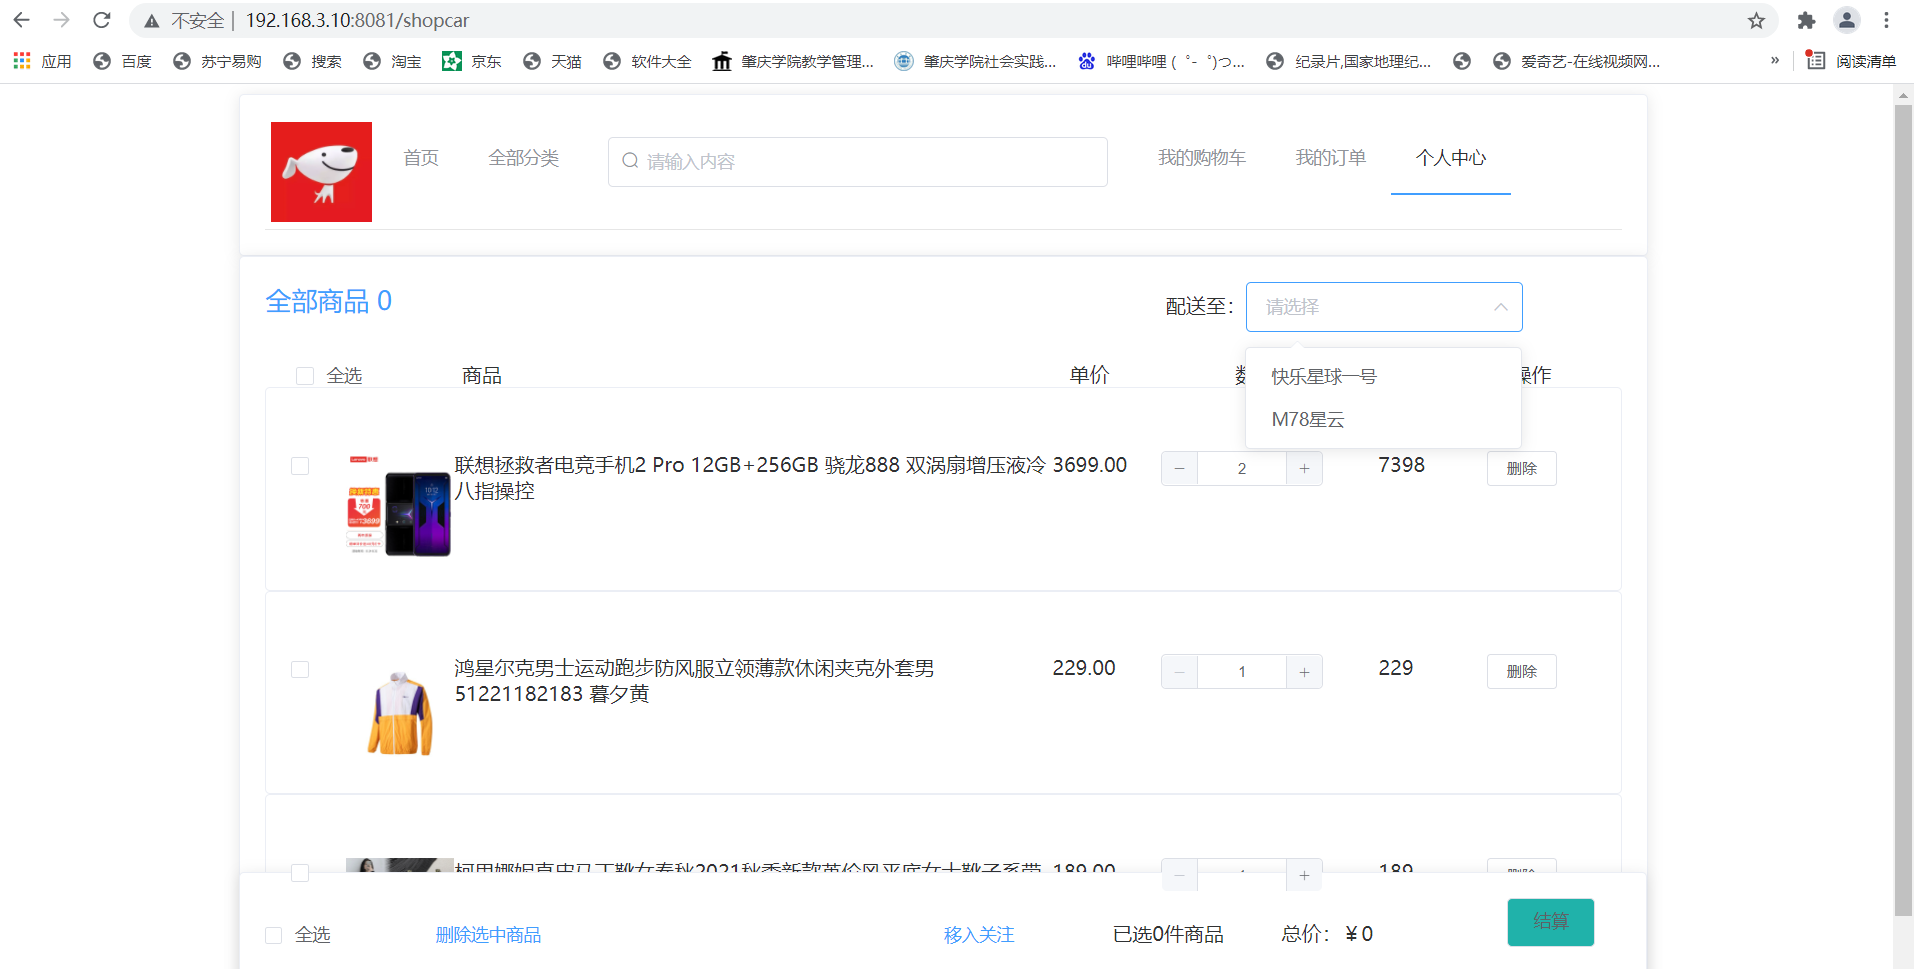 不安全 192.168.3.10:8081/shopcar
应用 百度 苏宁易购 搜索 淘宝 京东 天猫 软件大全 肇庆学院教学管理... 肇庆学院社会实践... 哔哩哔哩 ( ゜- ゜)つ... 纪录片,国家地理纪... 爱奇艺-在线视频网... » 阅读清单
首页 全部分类 请输入内容 我的购物车 我的订单 个人中心
全部商品 0 配送至： 请选择
快乐星球一号
M78星云
全选 商品 单价 操作
联想拯救者电竞手机2 Pro 12GB+256GB 骁龙888 双涡扇增压液冷 3699.00 2 7398 删除
八指操控
鸿星尔克男士运动跑步防风服立领薄款休闲夹克外套男 229.00 1 229 删除
51221182183 暮夕黄
189.00 189 删除
全选 删除选中商品 移入关注 已选0件商品 总价： ¥ 0 结算